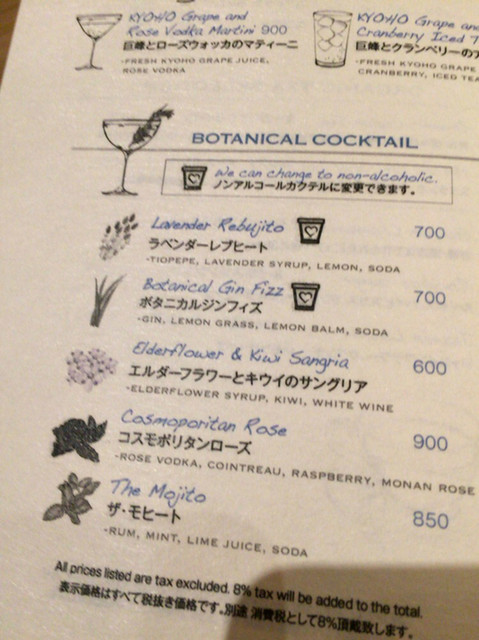 KYOHO Grape and
Rose Vodka Martini 900
巨峰とローズウォッカのマティーニ
-FRESH KYOHO GRAPE JUICE,
ROSE VODKA
KYOHO Grape and
Cranberry Iced
巨峰とクランベリーの
-FRESH KYOHO GRAPE
CRANBERRY, ICED TEA
BOTANICAL COCKTAIL
We can change to non-alcoholic.
ノンアルコールカクテルに変更できます。
Lavender Rebujito 700
ラベンダーレブヒート
-TIOPEPE, LAVENDER SYRUP, LEMON, SODA
Botanical Gin Fizz 700
ボタニカルジンフィズ
-GIN, LEMON GRASS, LEMON BALM, SODA
Elderflower & Kiwi Sangria 600
エルダーフラワーとキウイのサングリア
-ELDERFLOWER SYRUP, KIWI, WHITE WINE
Cosmoporitan Rose 900
コスモポリタンローズ
-ROSE VODKA, COINTREAU, RASPBERRY, MONAN ROSE
The Mojito 850
ザ・モヒート
-RUM, MINT, LIME JUICE, SODA
All prices listed are tax excluded. 8% tax will be added to the total.
表示価格はすべて税抜き価格です。別途 消費税として8%頂戴致します。